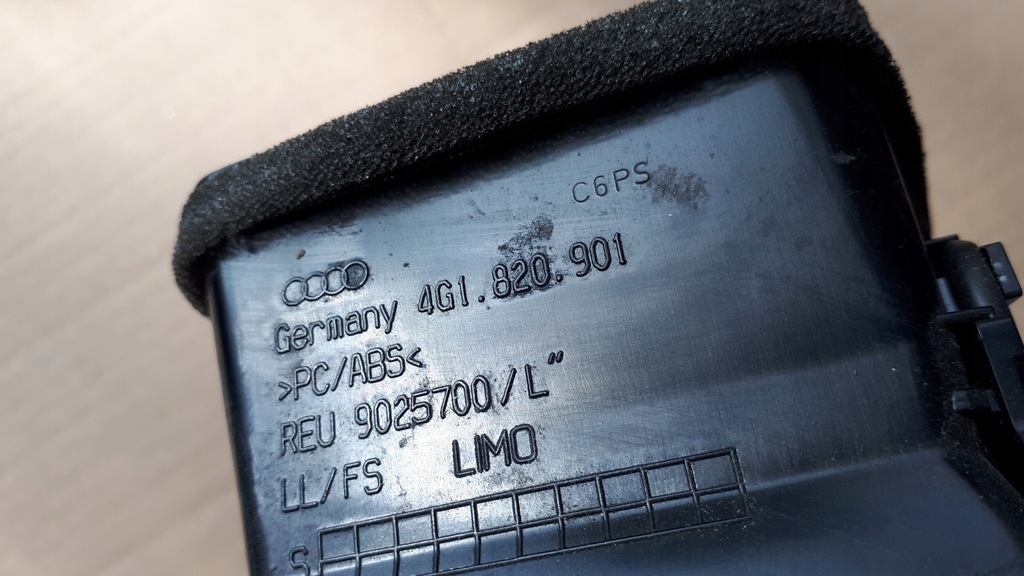 C6PS
Germany 4G1.820.901
>PC/ABS<
REU 9025700/L"
LL/FS LIMO
S